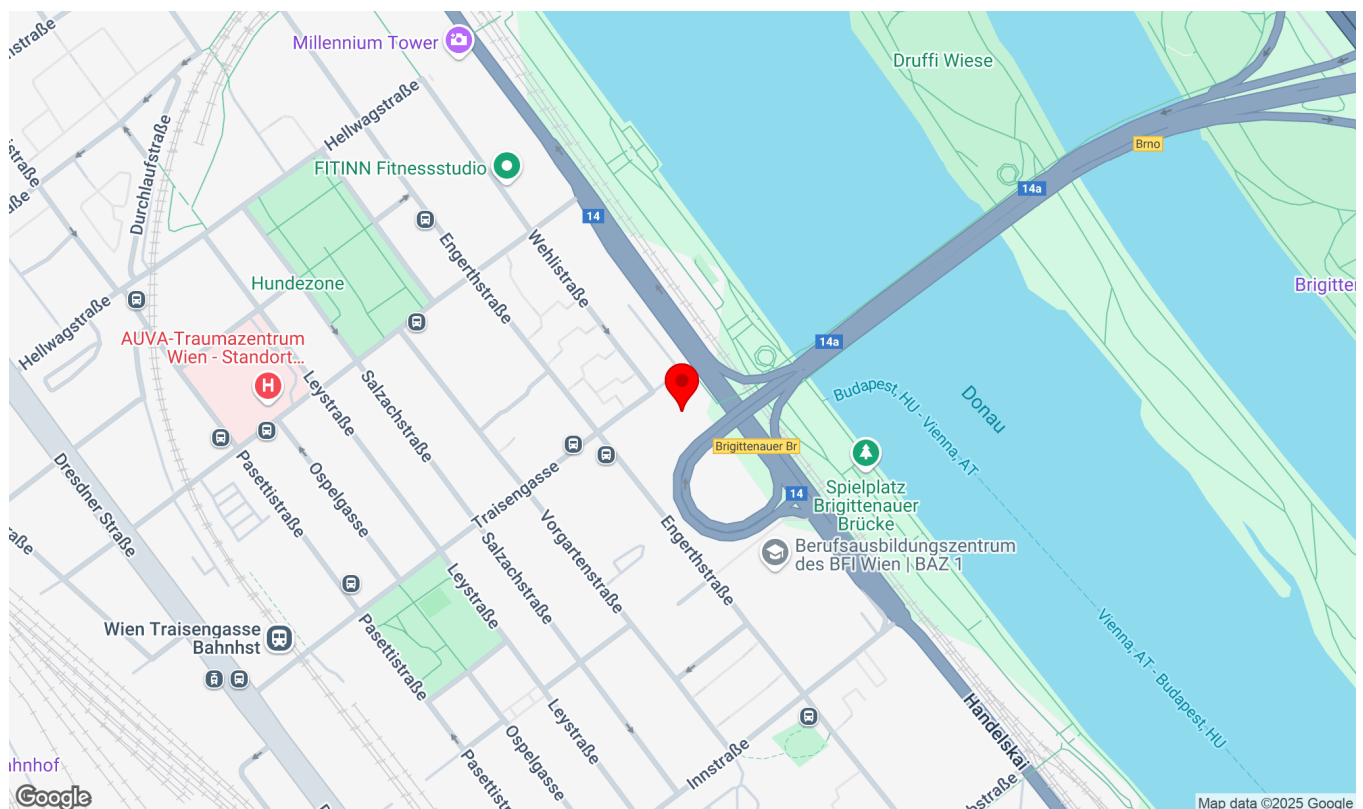 nstraße
Millennium Tower
Druffi Wiese
Hellwagstraße
Durchlaufstraße
Brno
FITINN Fitnessstudio
14a
14
Engerthstraße
Wehlistraße
Hundezone
Brigitten
Hellwagstraße
AUVA-Traumazentrum
Wien - Standort...
H
14a
Leystraße
Salzachstraße
Budapest, HU - Vienna, AT
Donau
Brigittenauer Br
Dresdner Straße
Pasettistraße
Ospelgasse
Traisengasse
14
Spielplatz
Brigittenauer
Brücke
Vorgartenstraße
Engerthstraße
Berufsausbildungszentrum
des BFI Wien | BAZ 1
Salzachstraße
Leystraße
Wien Traisengasse
Bahnhst
Pasettistraße
Vienna, AT - Budapest, HU
Handelskai
Leystraße
Ospelgasse
Innstraße
Pasettistraße
ahnhof
Google
Map data ©2025 Google